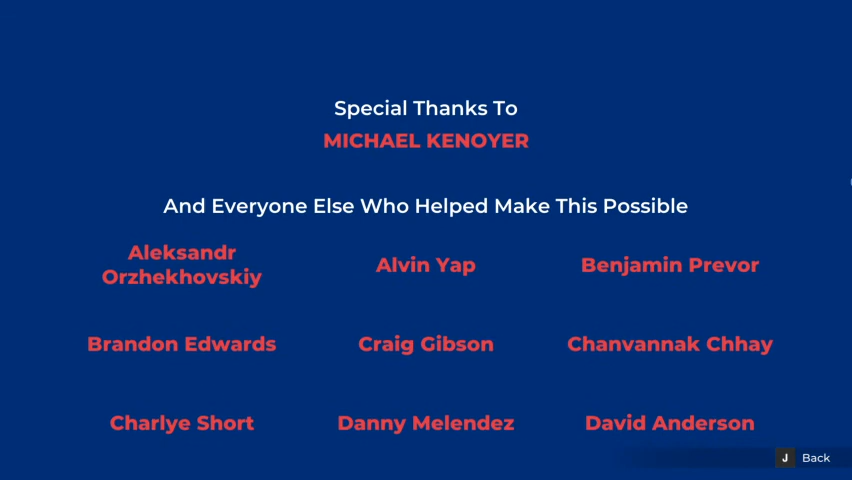 Special Thanks To
MICHAEL KENOYER
And Everyone Else Who Helped Make This Possible
Aleksandr
Orzhekhovskiy
Alvin Yap
Benjamin Prevor
Brandon Edwards
Craig Gibson
Chanvannak Chhay
Charlye Short
Danny Melendez
David Anderson
J Back